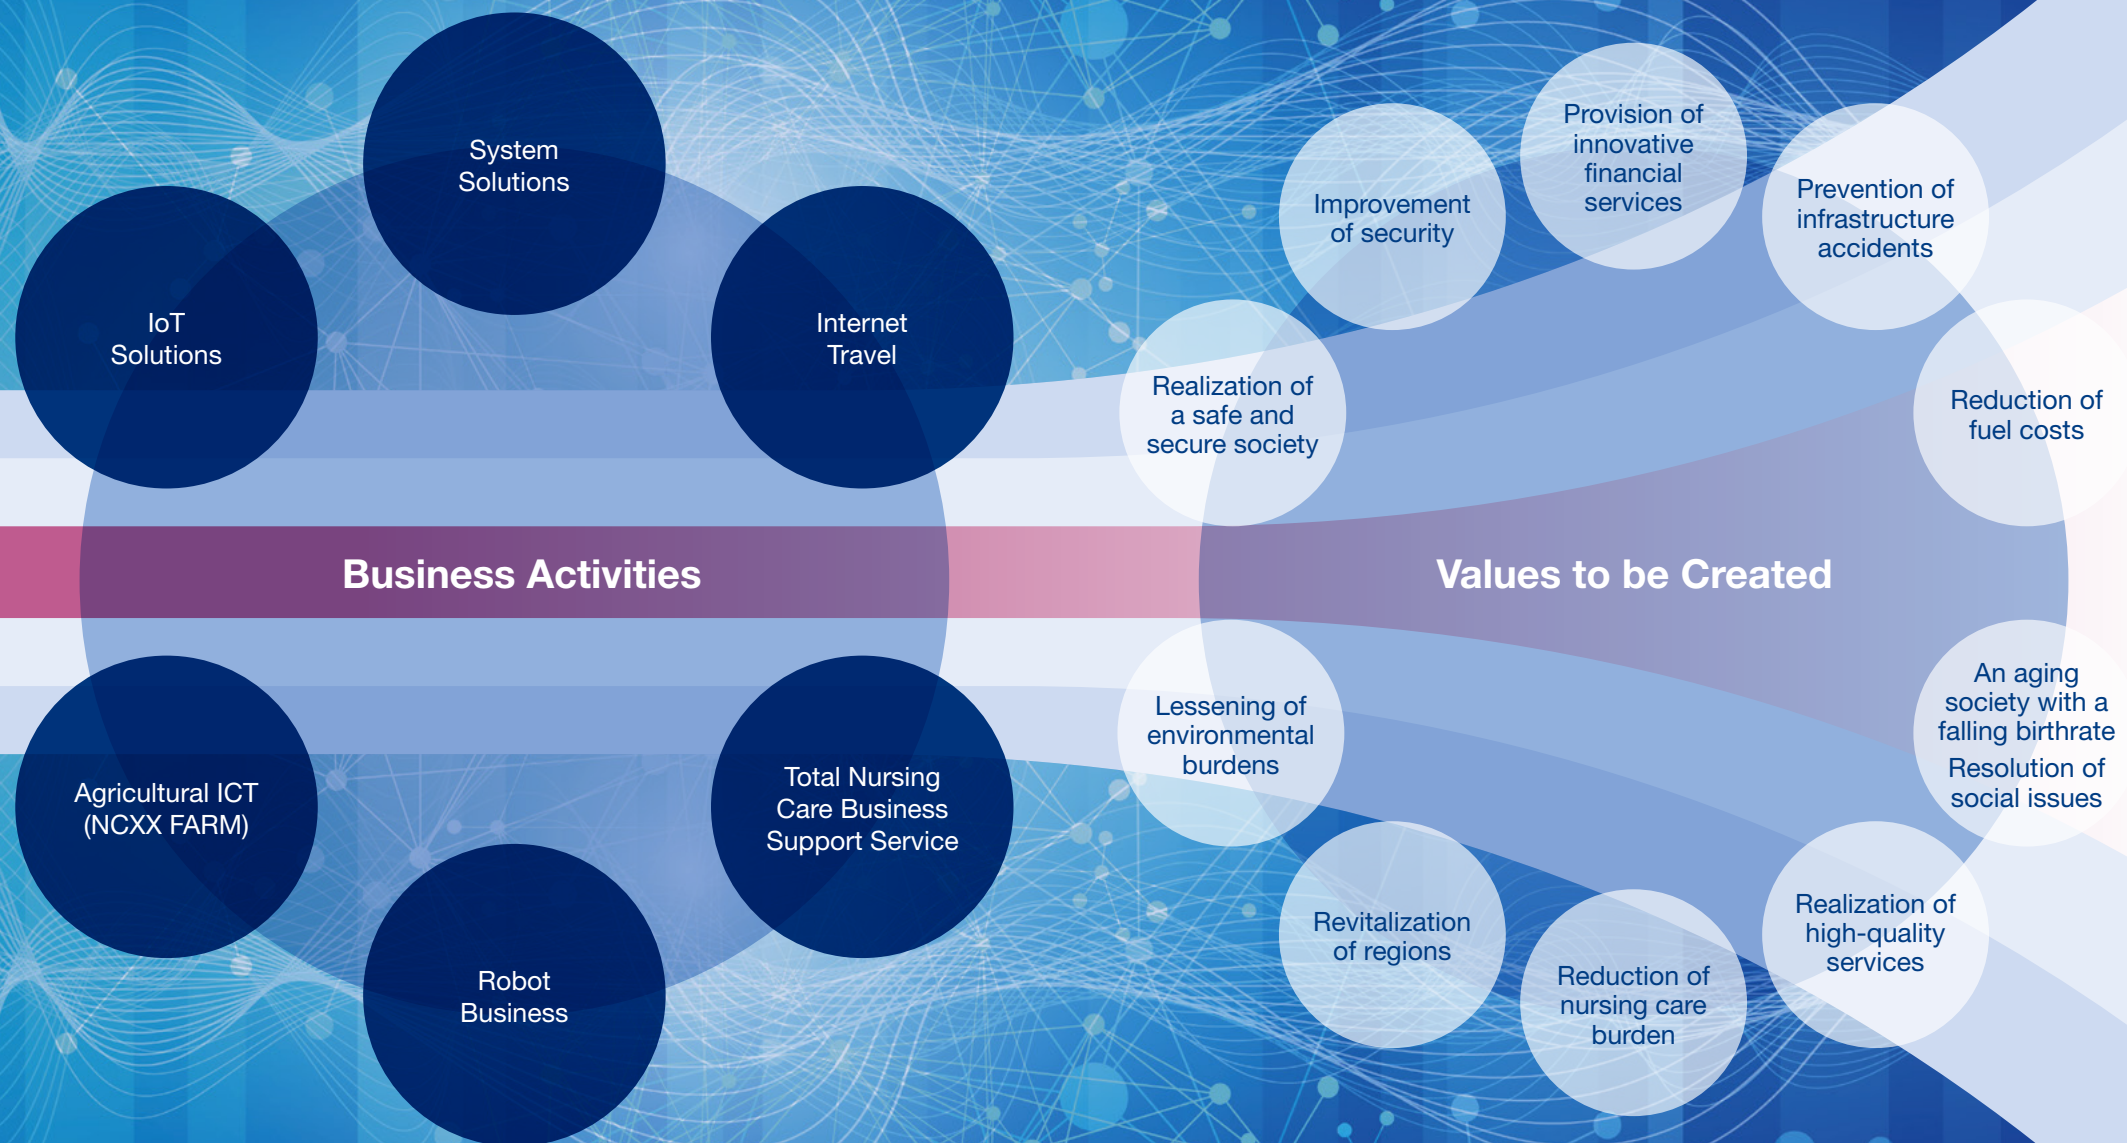 System
Solutions
IoT
Solutions
Internet
Travel
Business Activities
Agricultural ICT
(NCXX FARM)
Total Nursing
Care Business
Support Service
Robot
Business
Provision of
innovative
financial
services
Improvement
of security
Prevention of
infrastructure
accidents
Realization of
a safe and
secure society
Reduction of
fuel costs
Values to be Created
Lessening of
environmental
burdens
An aging
society with a
falling birthrate
Resolution of
social issues
Revitalization
of regions
Reduction of
nursing care
burden
Realization of
high-quality
services